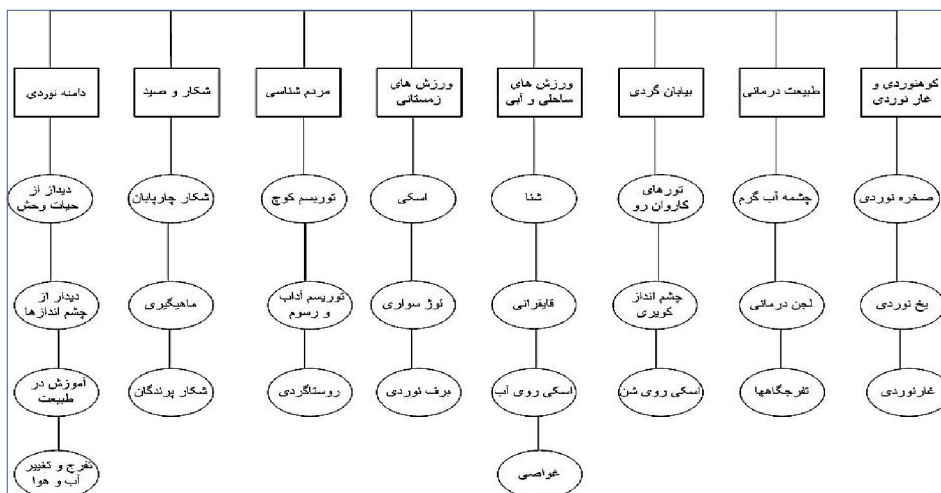 کوهنوردی و
غار نوردی
طبیعت درمانی
بیابان گردی
ورزش های
ساحلی و آبی
ورزش های
زمستانی
مردم شناسی
شکار و صید
دامنه نوردی
صخره نوردی
چشمه آب گرم
تورهای
کاروان رو
شنا
اسکی
توریسم کوچ
شکار چارپایان
دیداز از
حیات وحش
یخ نوردی
لجن درمانی
چشم انداز
کویری
قایقرانی
لوژ سواری
توریسم آداب
و رسوم
ماهیگیری
دیدار از
چشم اندازها
غارنوردی
تفرجگاهها
اسکی روی شن
اسکی روی آب
برف نوردی
روستاگردی
شکار پرندگان
آموزش در
طبیعت
غواصی
تفرج و تغییر
آب و هوا